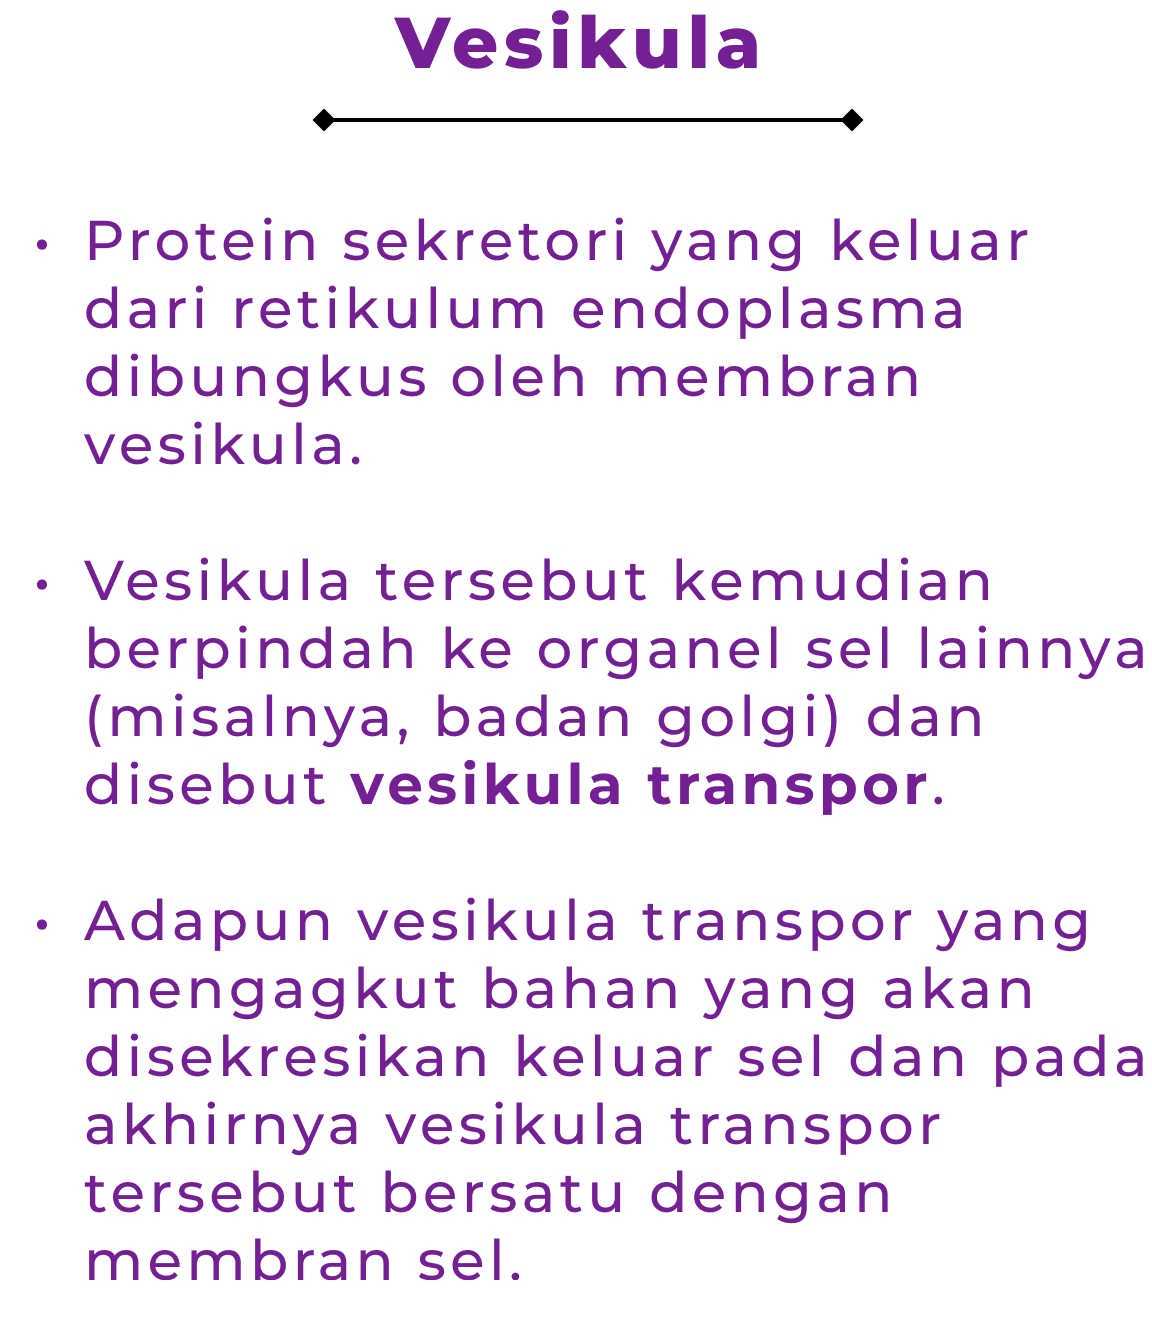 Vesikula
• Protein sekretori yang keluar
dari retikulum endoplasma
dibungkus oleh membran
vesikula.
• Vesikula tersebut kemudian
berpindah ke organel sel lainnya
(misalnya, badan golgi) dan
disebut vesikula transpor.
• Adapun vesikula transpor yang
mengagkut bahan yang akan
disekresikan keluar sel dan pada
akhirnya vesikula transpor
tersebut bersatu dengan
membran sel.